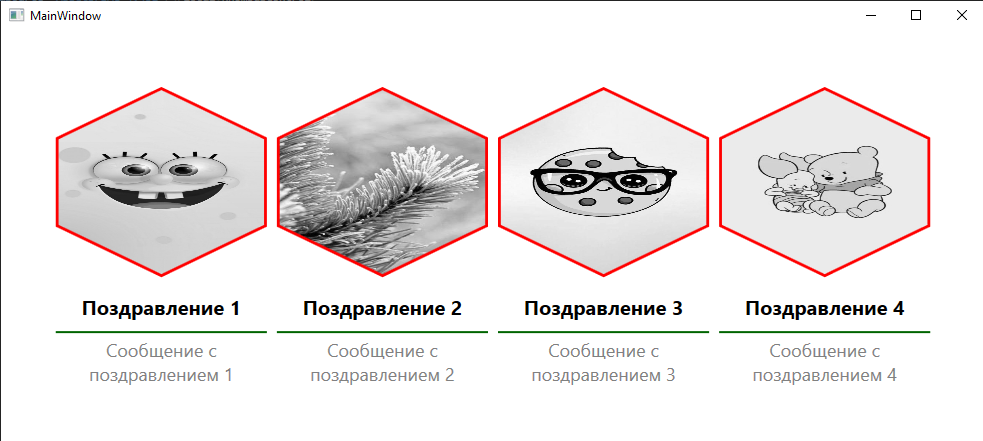 MainWindow
Поздравление 1
Сообщение с
поздравлением 1
Поздравление 2
Сообщение с
поздравлением 2
Поздравление 3
Сообщение с
поздравлением 3
Поздравление 4
Сообщение с
поздравлением 4